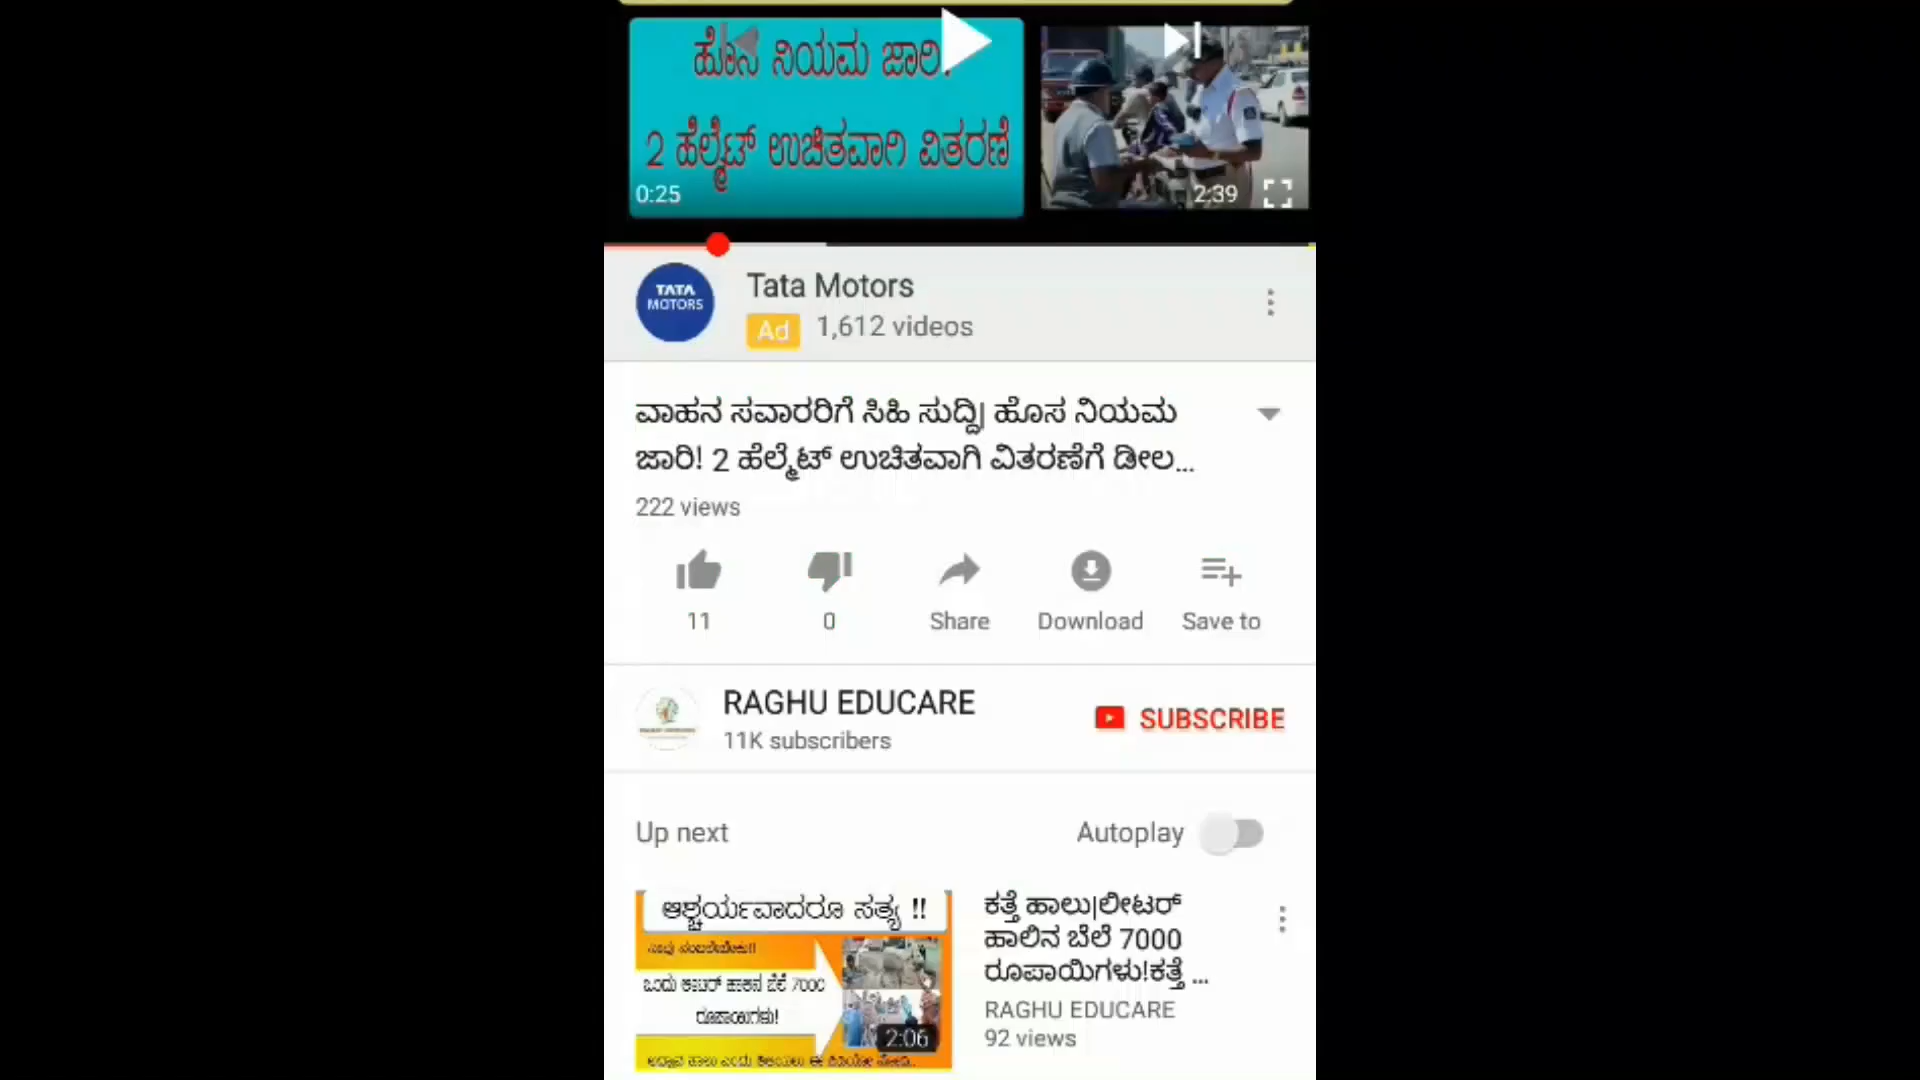 ಹೊಸ ನಿಯಮ ಜಾರಿ!
2 ಹೆಲ್ಮೆಟ್ ಉಚಿತವಾಗಿ ವಿತರಣೆ
0:25
2:39
TATA
MOTORS
Tata Motors
Ad 1,612 videos
ವಾಹನ ಸವಾರರಿಗೆ ಸಿಹಿ ಸುದ್ದಿ| ಹೊಸ ನಿಯಮ
ಜಾರಿ! 2 ಹೆಲ್ಮೆಟ್ ಉಚಿತವಾಗಿ ವಿತರಣೆಗೆ ಡೀಲ...
222 views
11
0
Share
Download
Save to
RAGHU EDUCARE
11K subscribers
SUBSCRIBE
Up next
Autoplay
ಆಶ್ಚರ್ಯವಾದರೂ ಸತ್ಯ !!
ಒಂದು ಲೀಟರ್ ಹಾಲಿನ ಬೆಲೆ 7000
ರೂಪಾಯಿಗಳು!
2:06
ಕತ್ತೆ ಹಾಲು|ಲೀಟರ್
ಹಾಲಿನ ಬೆಲೆ 7000
ರೂಪಾಯಿಗಳು!ಕತ್ತೆ ...
RAGHU EDUCARE
92 views